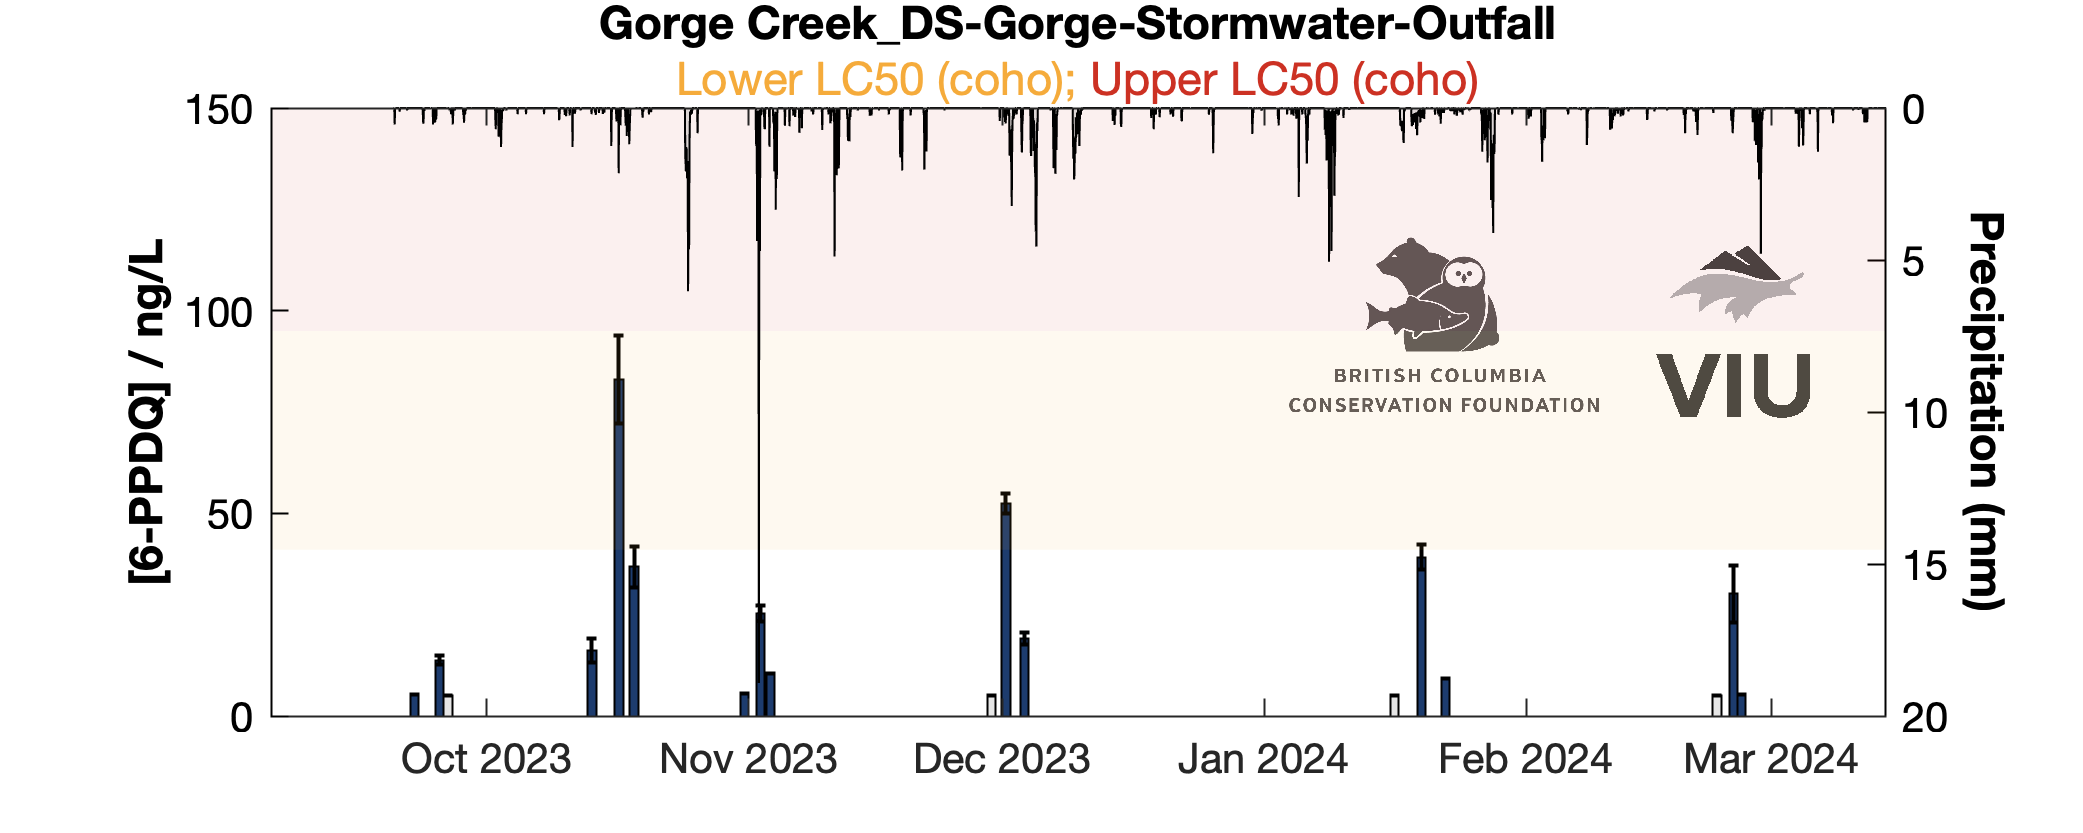 Gorge Creek_DS-Gorge-Stormwater-Outfall
Lower LC50 (coho); Upper LC50 (coho)
150
100
50
0
[6-PPDQ] / ng/L
0
5
10
15
20
Precipitation (mm)
BRITISH COLUMBIA
CONSERVATION FOUNDATION
VIU
Oct 2023
Nov 2023
Dec 2023
Jan 2024
Feb 2024
Mar 2024